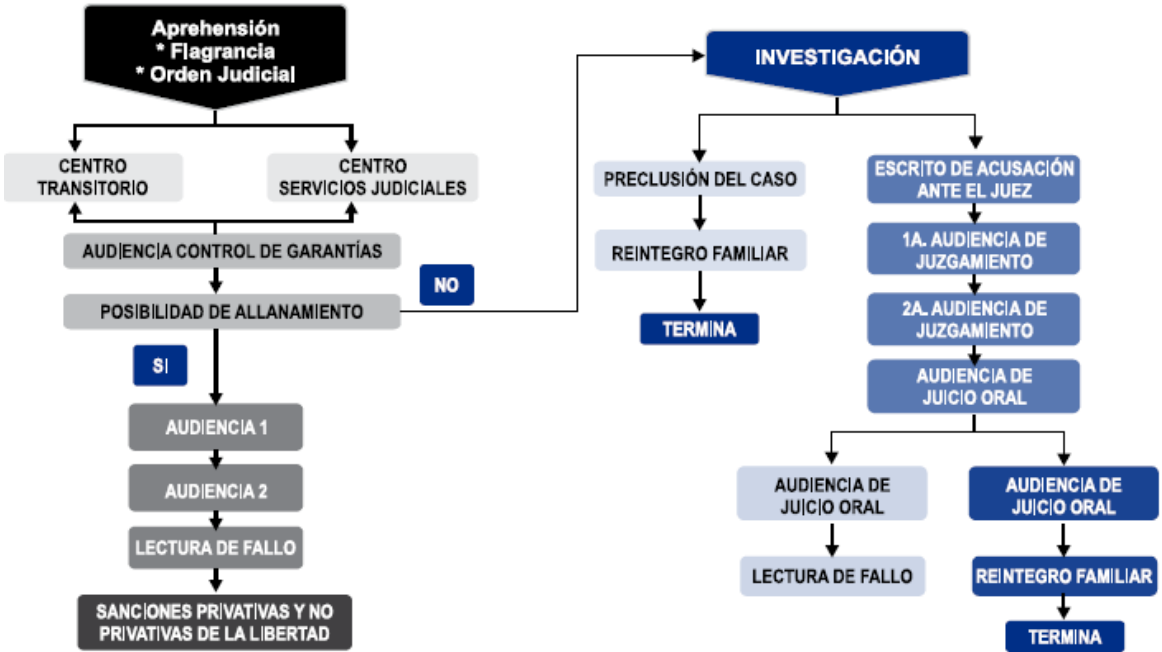 Aprehensión
* Flagrancia
* Orden Judicial
CENTRO
TRANSITORIO
CENTRO
SERVICIOS JUDICIALES
AUDIENCIA CONTROL DE GARANTÍAS
POSIBILIDAD DE ALLANAMIENTO
NO
SI
AUDIENCIA 1
AUDIENCIA 2
LECTURA DE FALLO
SANCIONES PRIVATIVAS Y NO
PRIVATIVAS DE LA LIBERTAD
INVESTIGACIÓN
PRECLUSIÓN DEL CASO
REINTEGRO FAMILIAR
TERMINA
ESCRITO DE ACUSACIÓN
ANTE EL JUEZ
1A. AUDIENCIA DE
JUZGAMIENTO
2A. AUDIENCIA DE
JUZGAMIENTO
AUDIENCIA DE
JUICIO ORAL
AUDIENCIA DE
JUICIO ORAL
LECTURA DE FALLO
AUDIENCIA DE
JUICIO ORAL
REINTEGRO FAMILIAR
TERMINA